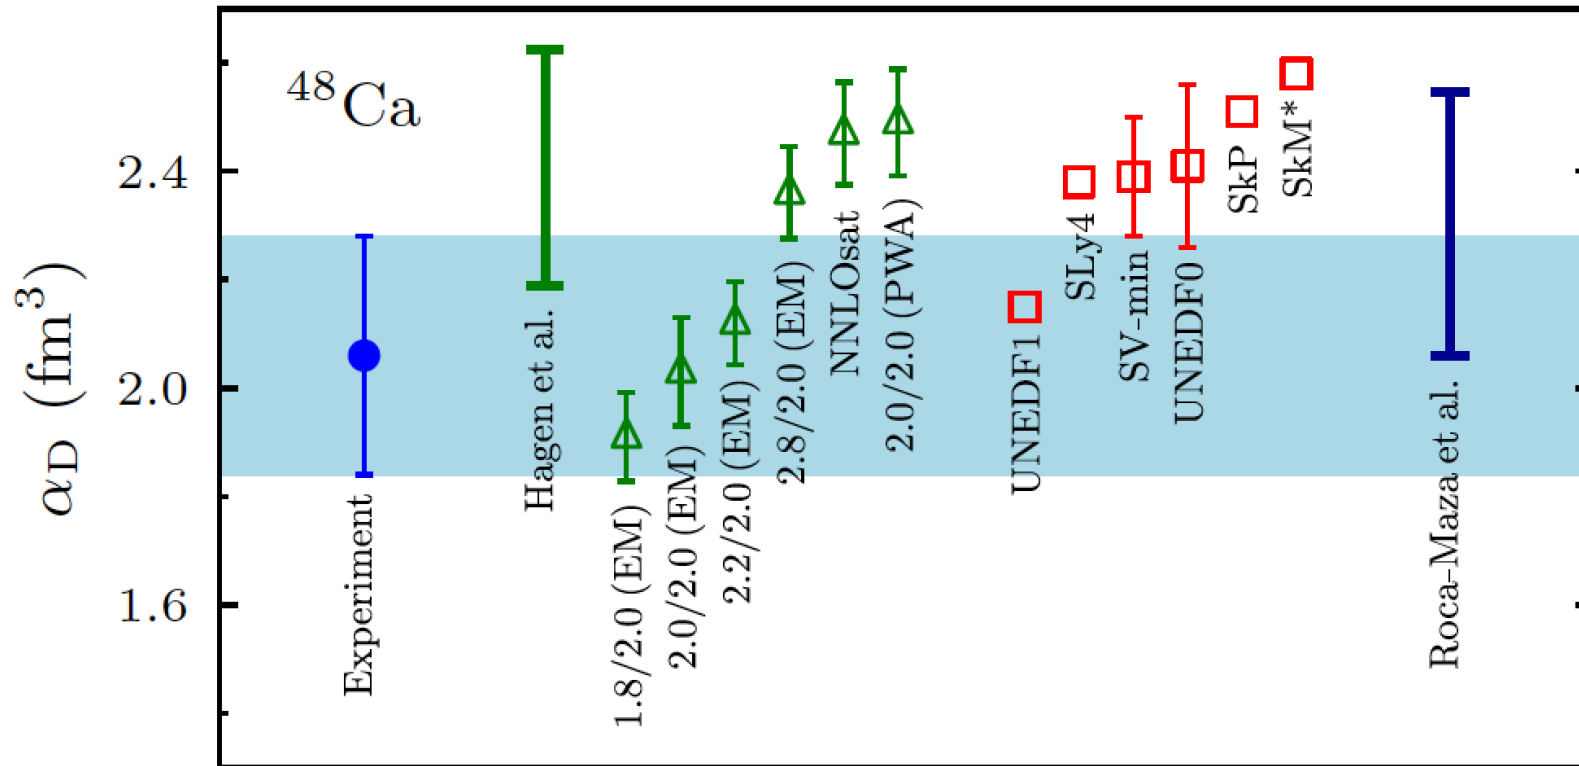 ⁴⁸Ca
αD (fm³)
2.4
2.0
1.6
Experiment
Hagen et al.
1.8/2.0 (EM)
2.0/2.0 (EM)
2.2/2.0 (EM)
2.8/2.0 (EM)
NNLOsat
2.0/2.0 (PWA)
UNEDF1
SLy4
SV-min
UNEDF0
SkP
SkM*
Roca-Maza et al.